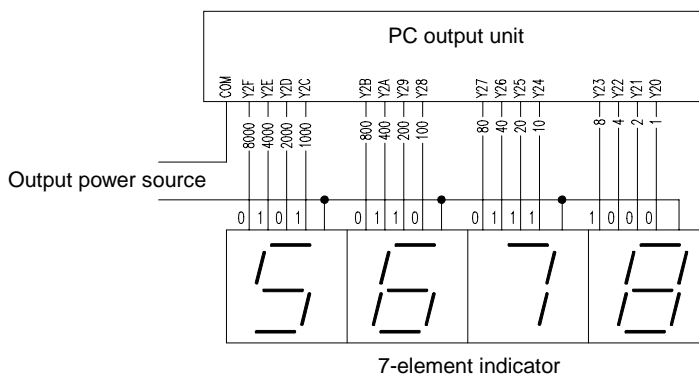 PC output unit
COM Y2F Y2E Y2D Y2C Y2B Y2A Y29 Y28 Y27 Y26 Y25 Y24 Y23 Y22 Y21 Y20
8000 4000 2000 1000 800 400 200 100 80 40 20 10 8 4 2 1
Output power source
0 1 0 1 0 1 1 0 0 1 1 1 1 0 0 0
5 6 7 8
7-element indicator